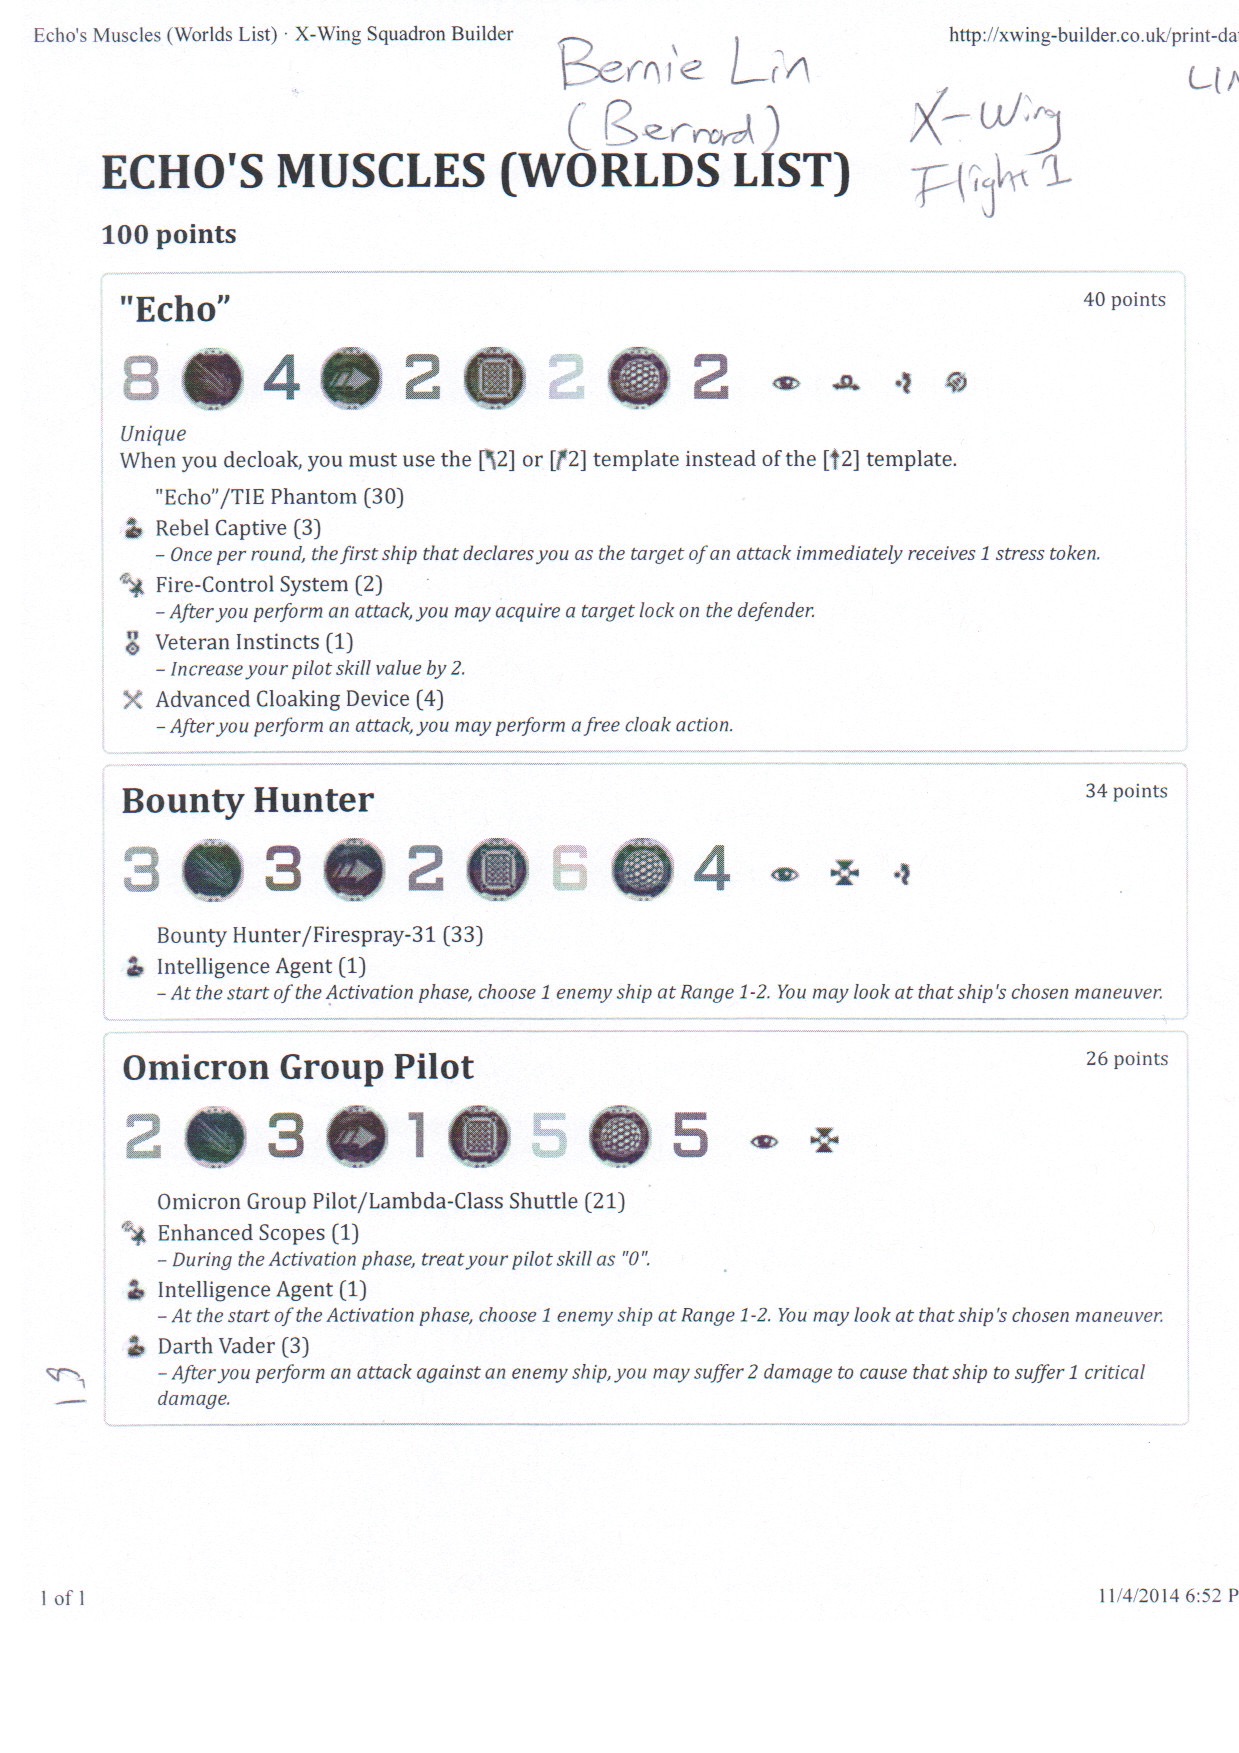 Echo's Muscles (Worlds List) · X-Wing Squadron Builder
http://xwing-builder.co.uk/print-da
Bernie Lin
(Bernard)
X-Wing
Flight 1
ECHO'S MUSCLES (WORLDS LIST)
100 points
"Echo” 40 points
8 4 2 2 2
Unique
When you decloak, you must use the [↖2] or [↗2] template instead of the [↑2] template.
"Echo”/TIE Phantom (30)
Rebel Captive (3)
– Once per round, the first ship that declares you as the target of an attack immediately receives 1 stress token.
Fire-Control System (2)
– After you perform an attack, you may acquire a target lock on the defender.
Veteran Instincts (1)
– Increase your pilot skill value by 2.
Advanced Cloaking Device (4)
– After you perform an attack, you may perform a free cloak action.
Bounty Hunter 34 points
3 3 2 6 4
Bounty Hunter/Firespray-31 (33)
Intelligence Agent (1)
– At the start of the Activation phase, choose 1 enemy ship at Range 1-2. You may look at that ship's chosen maneuver.
Omicron Group Pilot 26 points
2 3 1 5 5
Omicron Group Pilot/Lambda-Class Shuttle (21)
Enhanced Scopes (1)
– During the Activation phase, treat your pilot skill as "0".
Intelligence Agent (1)
– At the start of the Activation phase, choose 1 enemy ship at Range 1-2. You may look at that ship's chosen maneuver.
Darth Vader (3)
– After you perform an attack against an enemy ship, you may suffer 2 damage to cause that ship to suffer 1 critical
damage.
1 of 1
11/4/2014 6:52 P